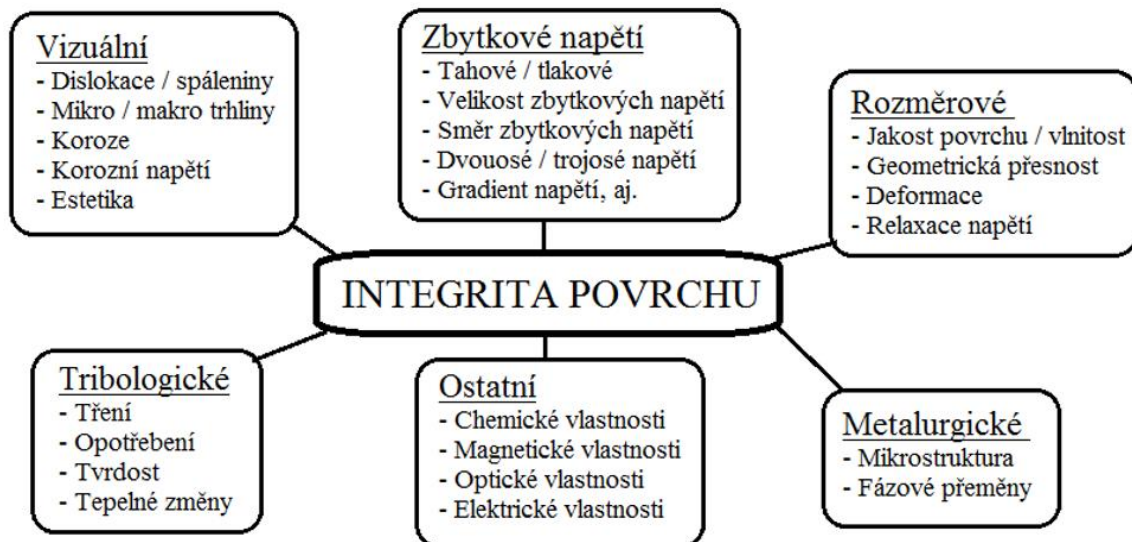 Vizuální
- Dislokace / spáleniny
- Mikro / makro trhliny
- Koroze
- Korozní napětí
- Estetika
Zbytkové napětí
- Tahové / tlakové
- Velikost zbytkových napětí
- Směr zbytkových napětí
- Dvouosé / trojosé napětí
- Gradient napětí, aj.
Rozměrové
- Jakost povrchu / vlnitost
- Geometrická přesnost
- Deformace
- Relaxace napětí
INTEGRITA POVRCHU
Tribologické
- Tření
- Opotřebení
- Tvrdost
- Tepelné změny
Ostatní
- Chemické vlastnosti
- Magnetické vlastnosti
- Optické vlastnosti
- Elektrické vlastnosti
Metalurgické
- Mikrostruktura
- Fázové přeměny